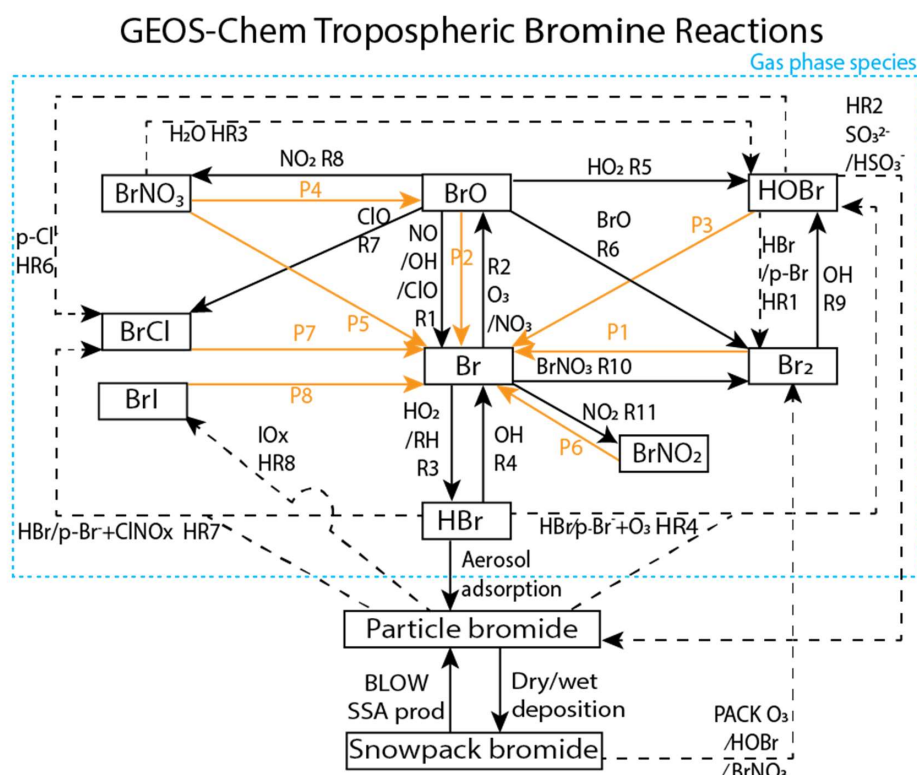 GEOS-Chem Tropospheric Bromine Reactions
Gas phase species
HR2
SO₃²⁻
/HSO₃⁻
H₂O HR3
NO₂ R8
HO₂ R5
BrNO₃
P4
BrO
HOBr
ClO
R7
NO
/OH
/ClO
R1
P2
R2
O₃
/NO₃
BrO
R6
P3
HBr
/p-Br
HR1
OH
R9
p-Cl⁻
HR6
BrCl
P7
P5
Br
P1
BrNO₃ R10
Br₂
BrI
P8
HO₂
/RH
R3
OH
R4
NO₂ R11
P6
BrNO₂
IOx
HR8
HBr
HBr/p-Br⁻+ClNOx HR7
HBr/p-Br⁻+O₃ HR4
Aerosol
adsorption
Particle bromide
BLOW
SSA prod
Dry/wet
deposition
PACK O₃
/HOBr
/BrNO₃
Snowpack bromide